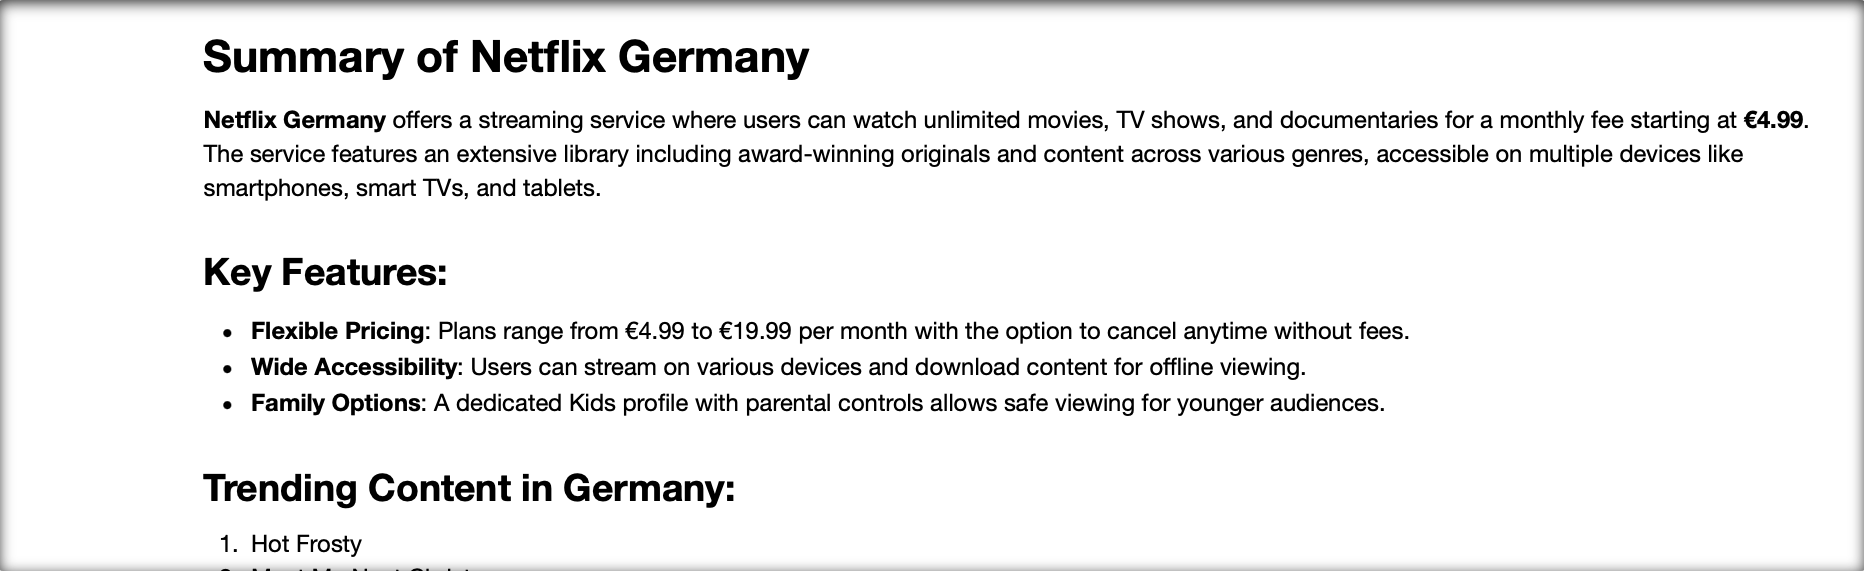 Summary of Netflix Germany
Netflix Germany offers a streaming service where users can watch unlimited movies, TV shows, and documentaries for a monthly fee starting at €4.99.
The service features an extensive library including award-winning originals and content across various genres, accessible on multiple devices like
smartphones, smart TVs, and tablets.
Key Features:
• Flexible Pricing: Plans range from €4.99 to €19.99 per month with the option to cancel anytime without fees.
• Wide Accessibility: Users can stream on various devices and download content for offline viewing.
• Family Options: A dedicated Kids profile with parental controls allows safe viewing for younger audiences.
Trending Content in Germany:
1. Hot Frosty